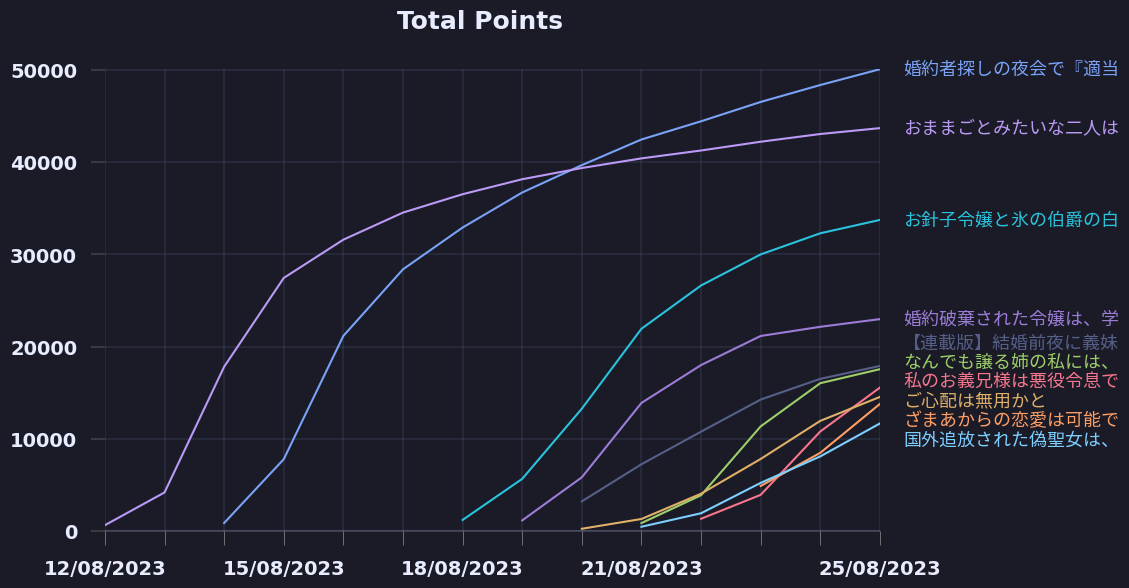 Total Points
50000
40000
30000
20000
10000
0
12/08/2023
15/08/2023
18/08/2023
21/08/2023
25/08/2023
婚約者探しの夜会で『適当
おままごとみたいな二人は
お針子令嬢と氷の伯爵の白
婚約破棄された令嬢は、学
【連載版】結婚前夜に義妹
なんでも譲る姉の私には、
私のお義兄様は悪役令息で
ご心配は無用かと
ざまあからの恋愛は可能で
国外追放された偽聖女は、